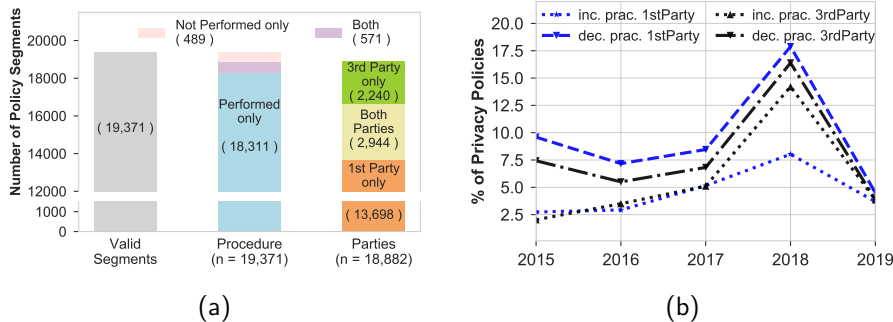 Not Performed only
( 489 )
Both
( 571 )
Number of Policy Segments
20000
18000
16000
14000
12000
1000
0
( 19,371 )
Performed
only
( 18,311 )
3rd Party
only
( 2,240 )
Both
Parties
( 2,944 )
1st Party
only
( 13,698 )
Valid
Segments
Procedure
(n = 19,371)
Parties
(n = 18,882)
(a)
% of Privacy Policies
20.0
17.5
15.0
12.5
10.0
7.5
5.0
2.5
inc. prac. 1stParty
dec. prac. 1stParty
inc. prac. 3rdParty
dec. prac. 3rdParty
2015
2016
2017
2018
2019
(b)